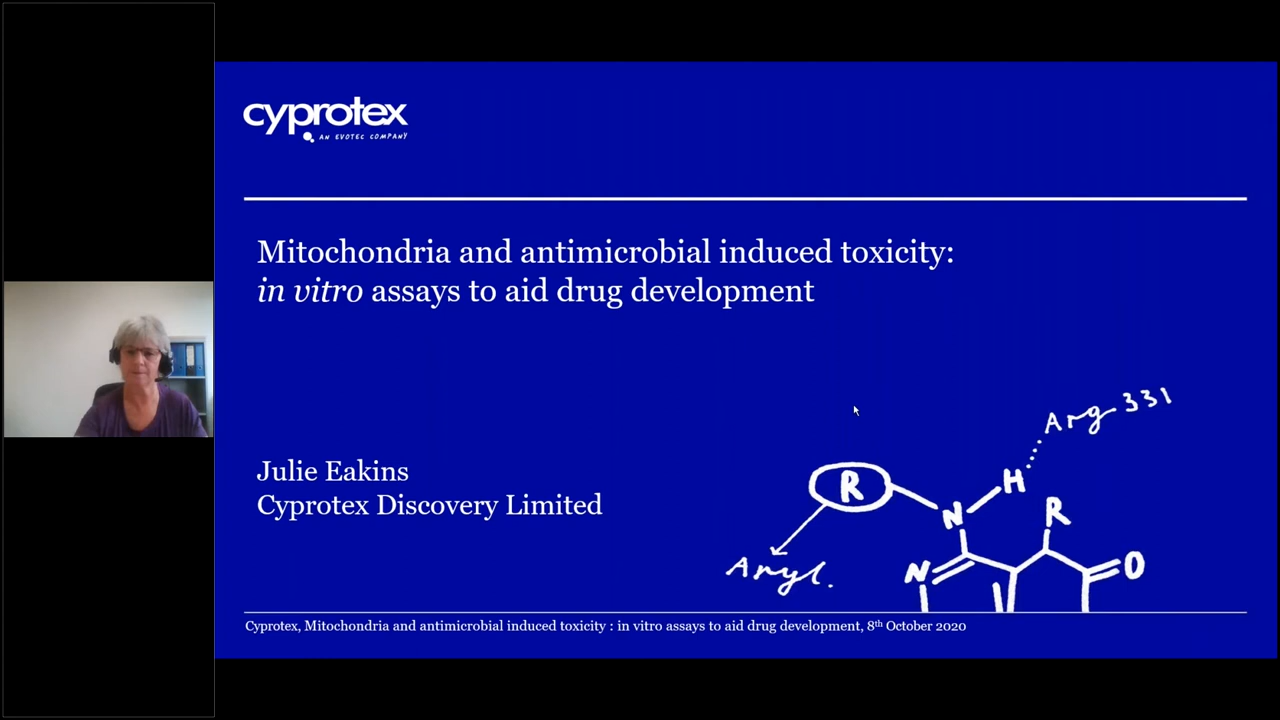 cyprotex
AN EVOTEC COMPANY
Mitochondria and antimicrobial induced toxicity:
in vitro assays to aid drug development
Julie Eakins
Cyprotex Discovery Limited
Arg 331
R
H
N
R
N
O
Aryl.
Cyprotex, Mitochondria and antimicrobial induced toxicity : in vitro assays to aid drug development, 8th October 2020